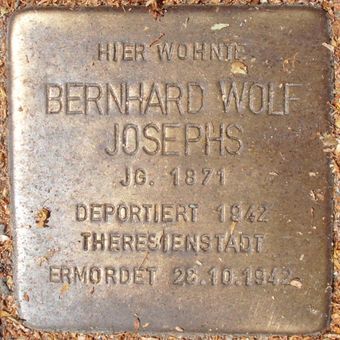 HIER WOHNTE
BERNHARD WOLF
JOSEPHS
JG. 1871
DEPORTIERT 1942
THERESIENSTADT
ERMORDET 28.10.1942